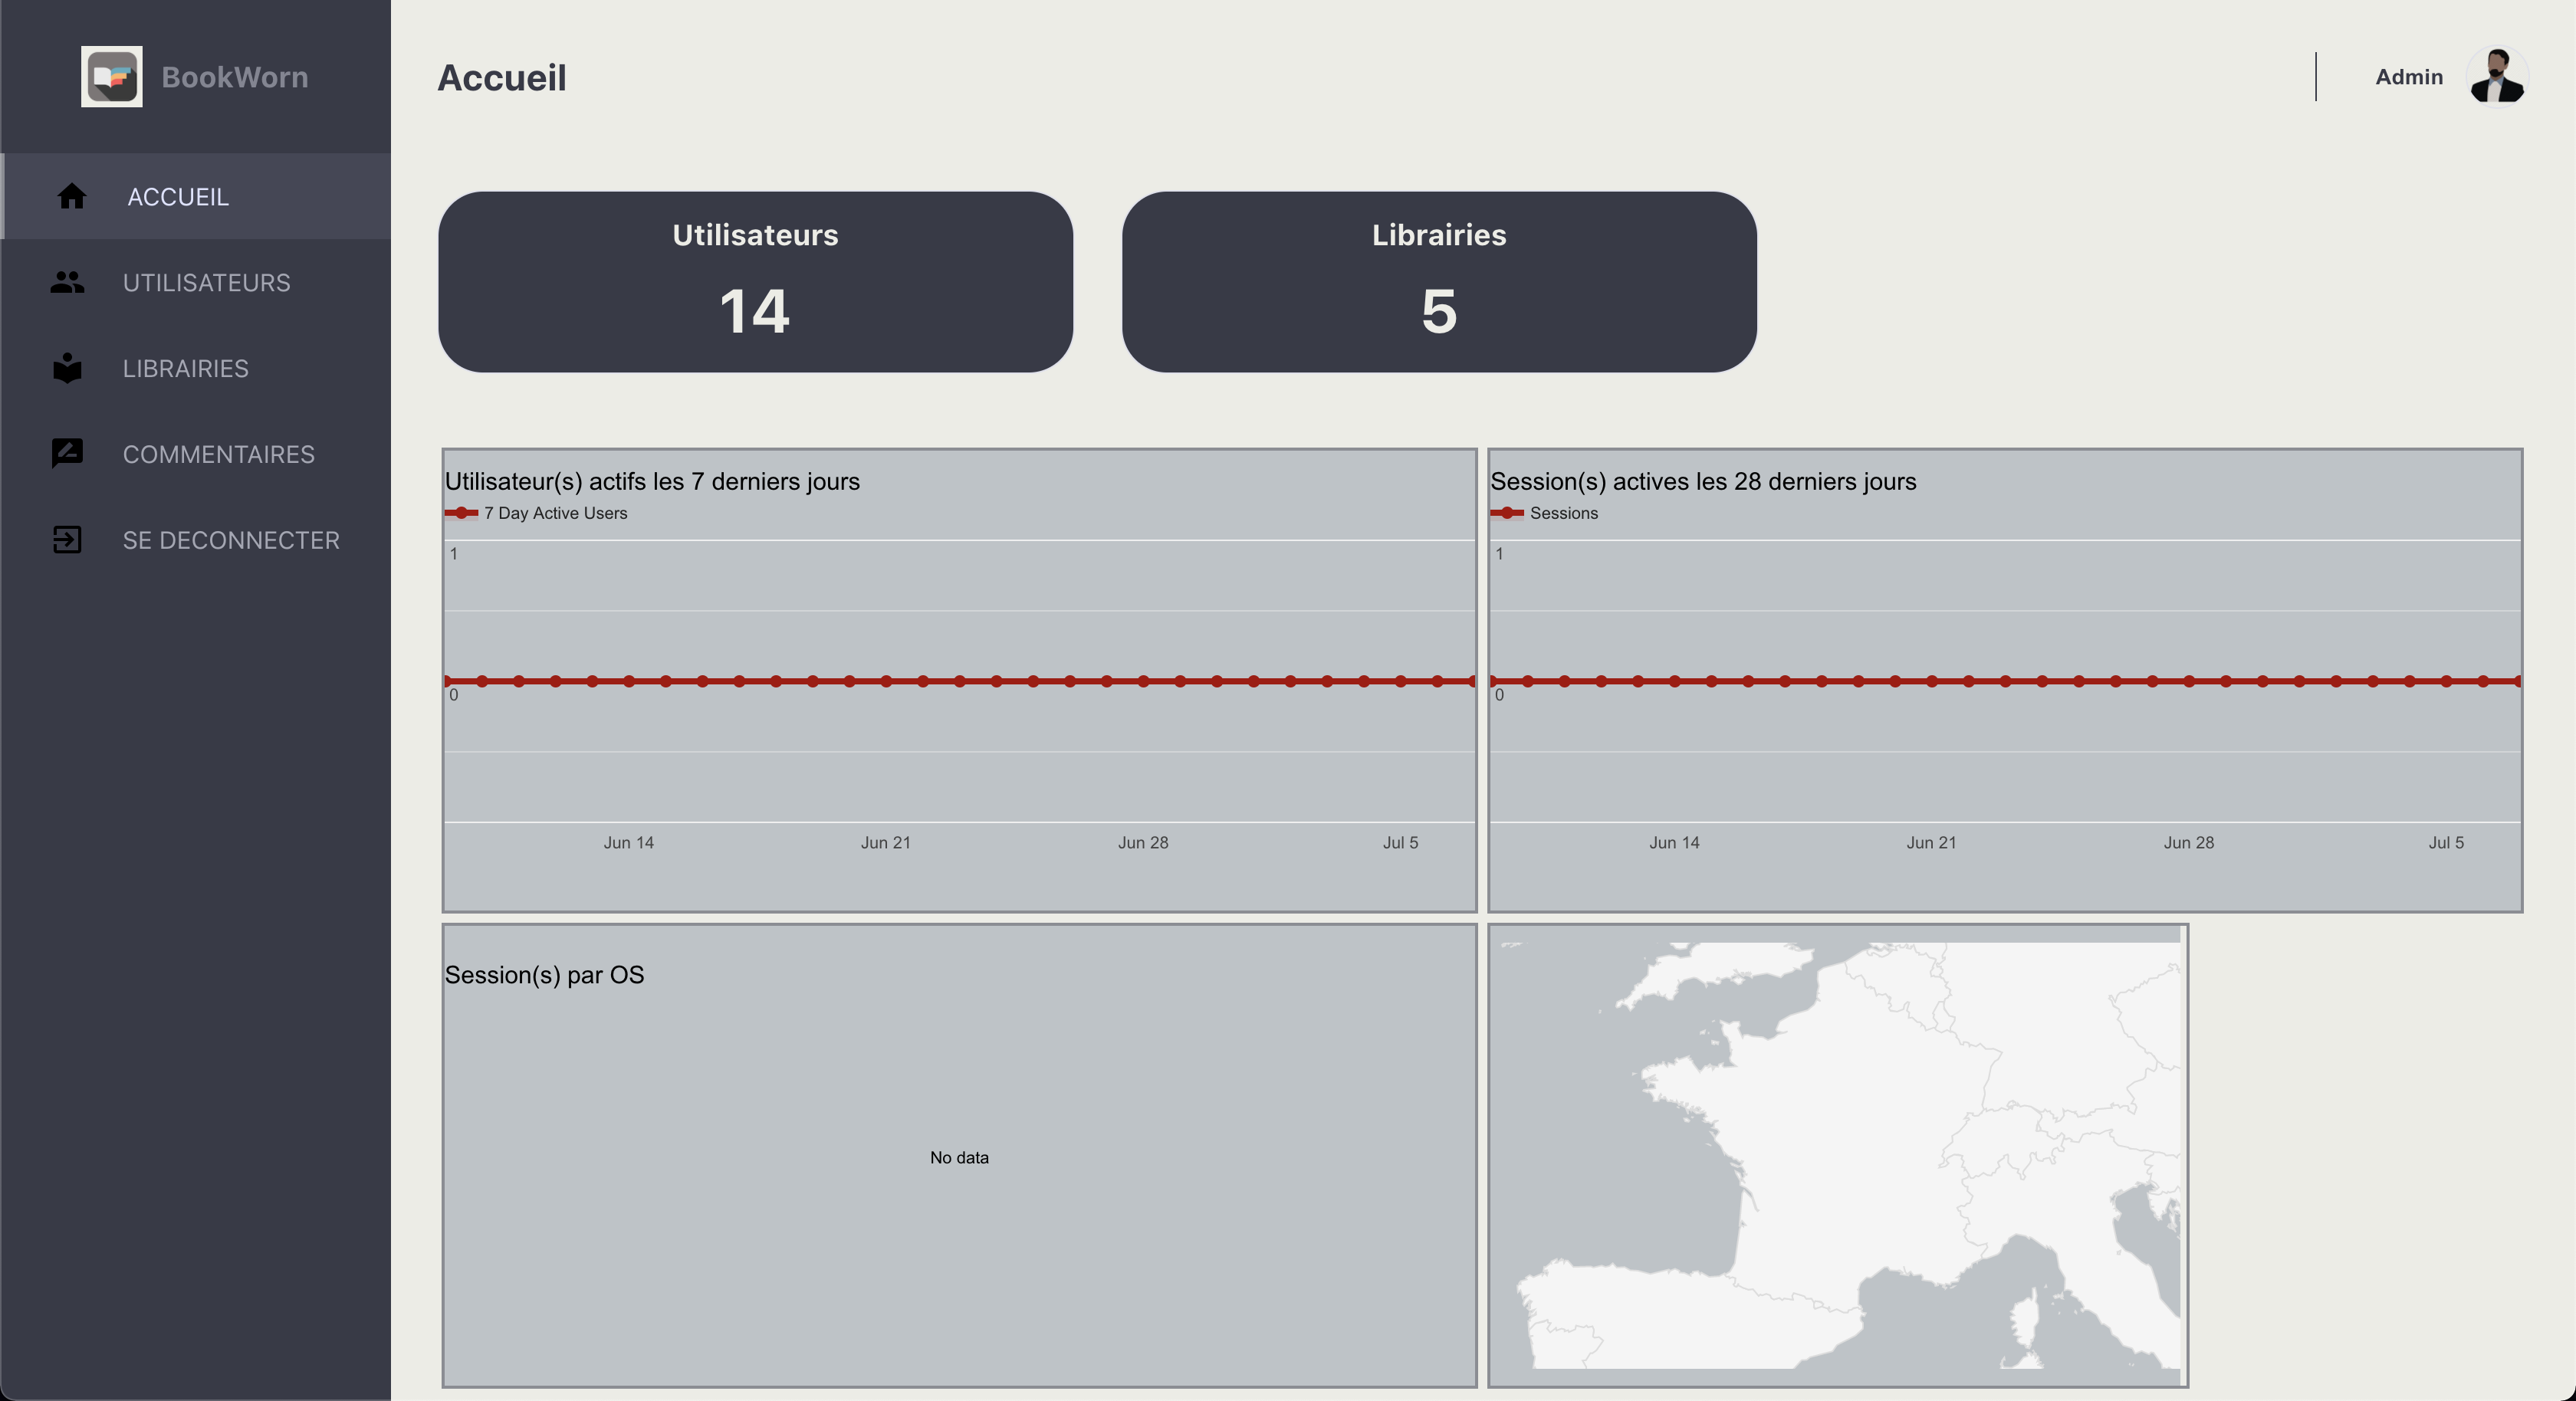 BookWorn
ACCUEIL
UTILISATEURS
LIBRAIRIES
COMMENTAIRES
SE DECONNECTER
Accueil
Admin
Utilisateurs
14
Librairies
5
Utilisateur(s) actifs les 7 derniers jours
7 Day Active Users
1
0
Jun 14 Jun 21 Jun 28 Jul 5
Session(s) actives les 28 derniers jours
Sessions
1
0
Jun 14 Jun 21 Jun 28 Jul 5
Session(s) par OS
No data